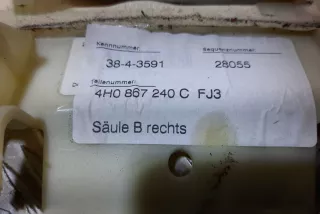 Kennnummer: Sequenznummer:
38-4-3591 28055
Teilenummer:
4H0 867 240 C FJ3
Säule B rechts